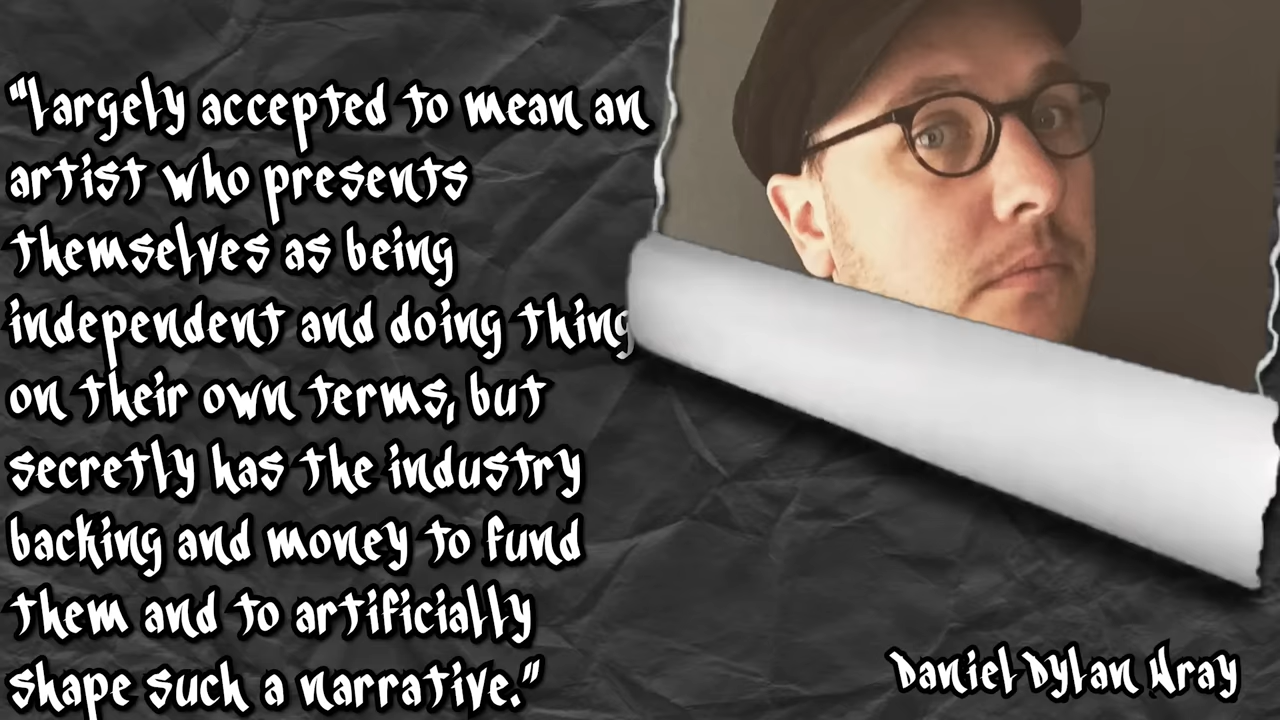 "Largely accepted to mean an
artist who presents
themselves as being
independent and doing thing
on their own terms, but
secretly has the industry
backing and money to fund
them and to artificially
shape such a narrative."
Daniel Dylan Wray